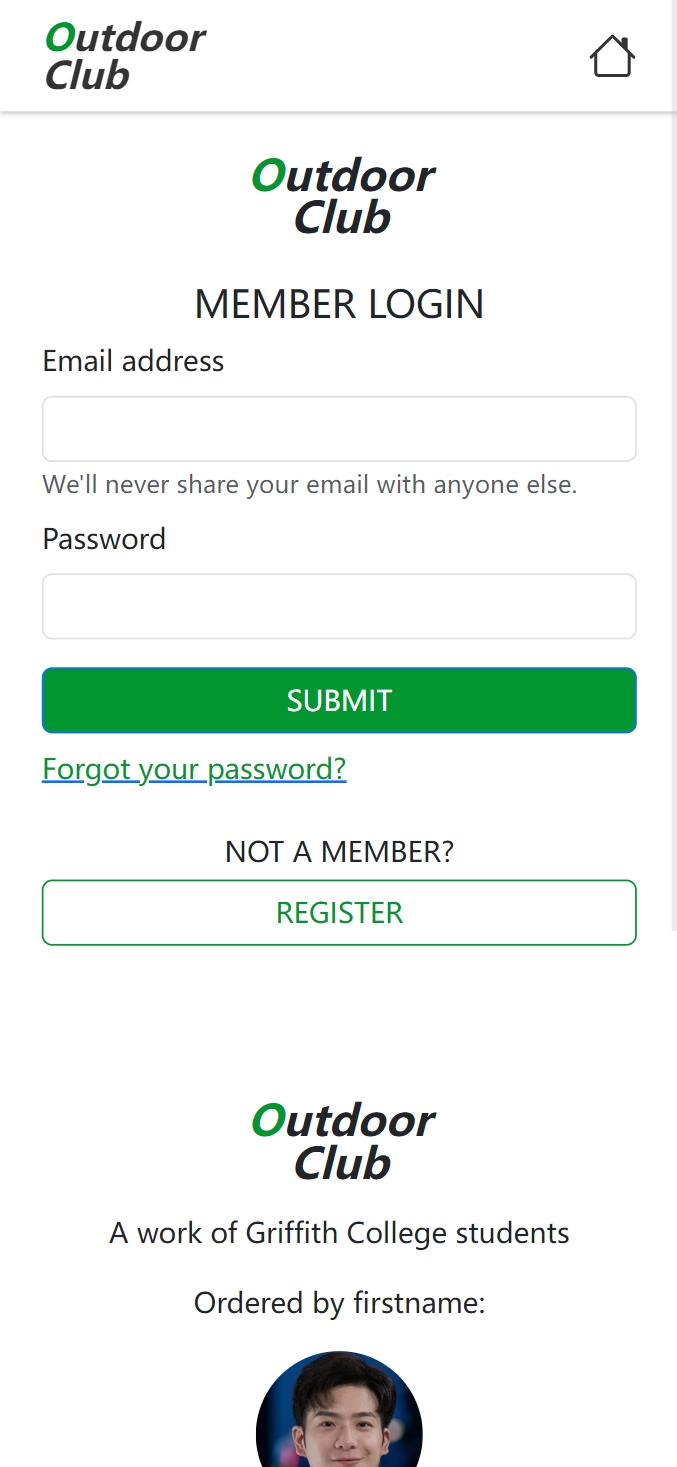 Outdoor
Club
Outdoor
Club
MEMBER LOGIN
Email address
We'll never share your email with anyone else.
Password
SUBMIT
Forgot your password?
NOT A MEMBER?
REGISTER
Outdoor
Club
A work of Griffith College students
Ordered by firstname: